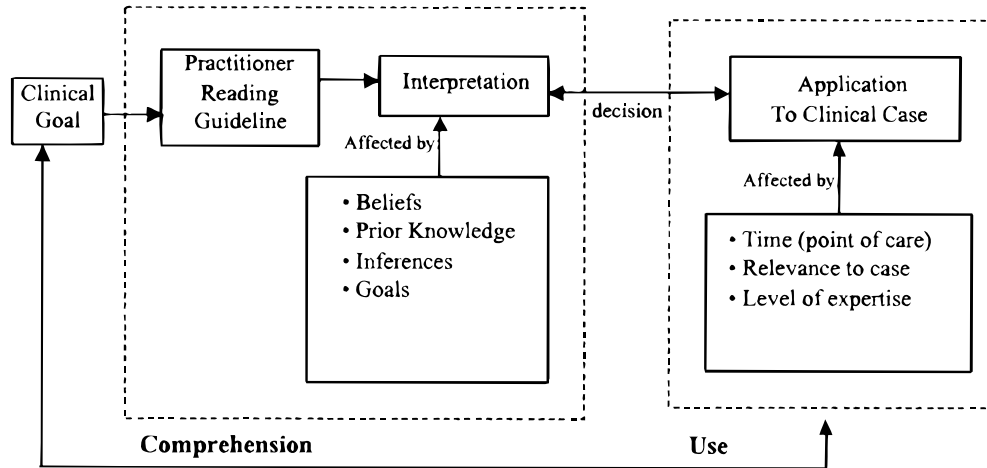 Clinical
Goal
Practitioner
Reading
Guideline
Interpretation
Affected by
• Beliefs
• Prior Knowledge
• Inferences
• Goals
decision
Application
To Clinical Case
Affected by
• Time (point of care)
• Relevance to case
• Level of expertise
Comprehension
Use